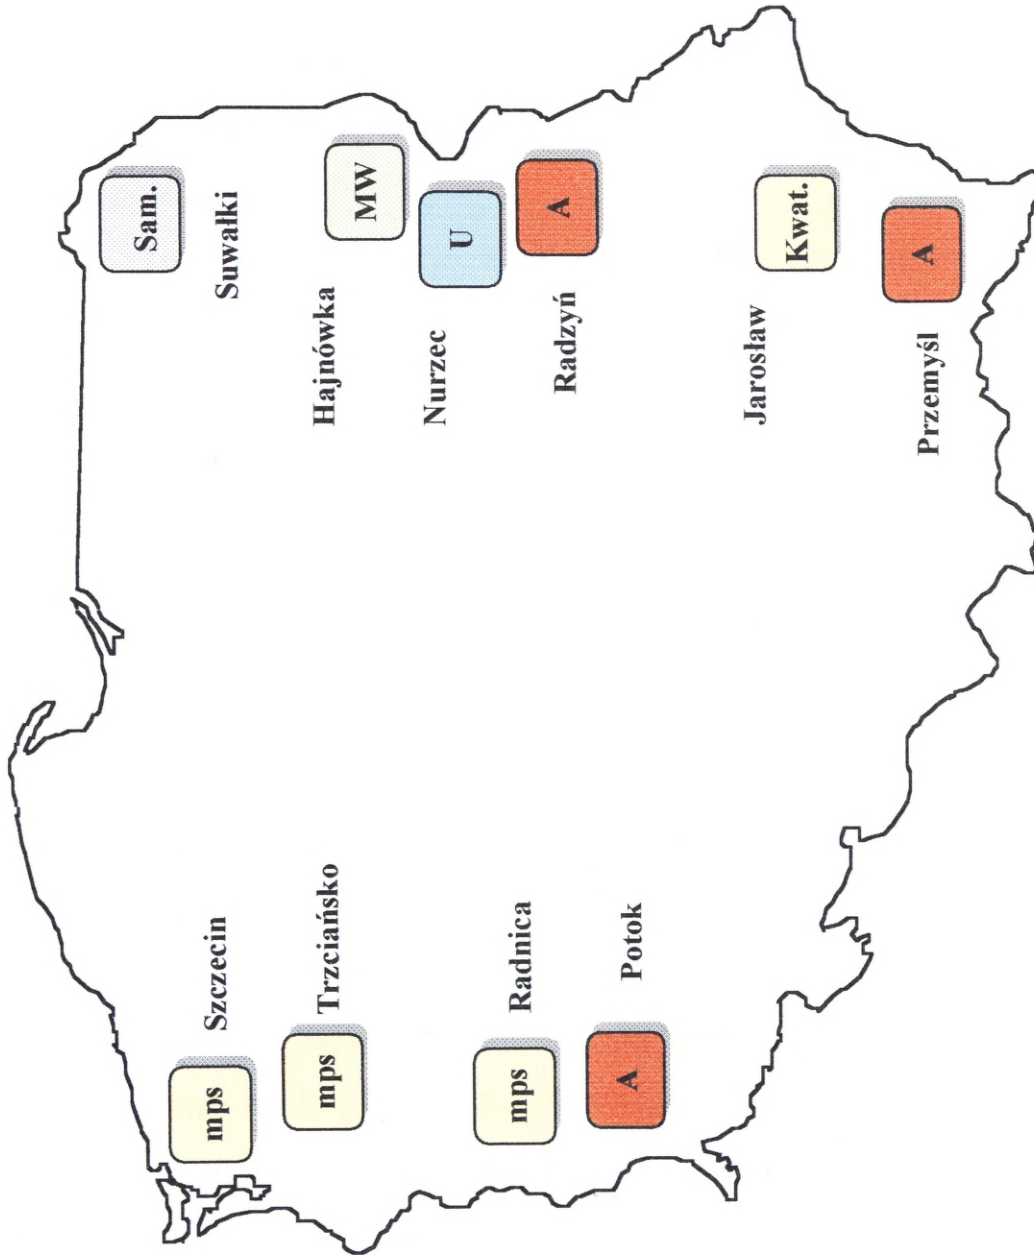 mps
Szczecin
Sam.
Suwałki
mps
Trzciańsko
MW
Hajnówka
U
Nurzec
mps
Radnica
A
Radzyń
A
Potok
Kwat.
Jarosław
A
Przemyśl